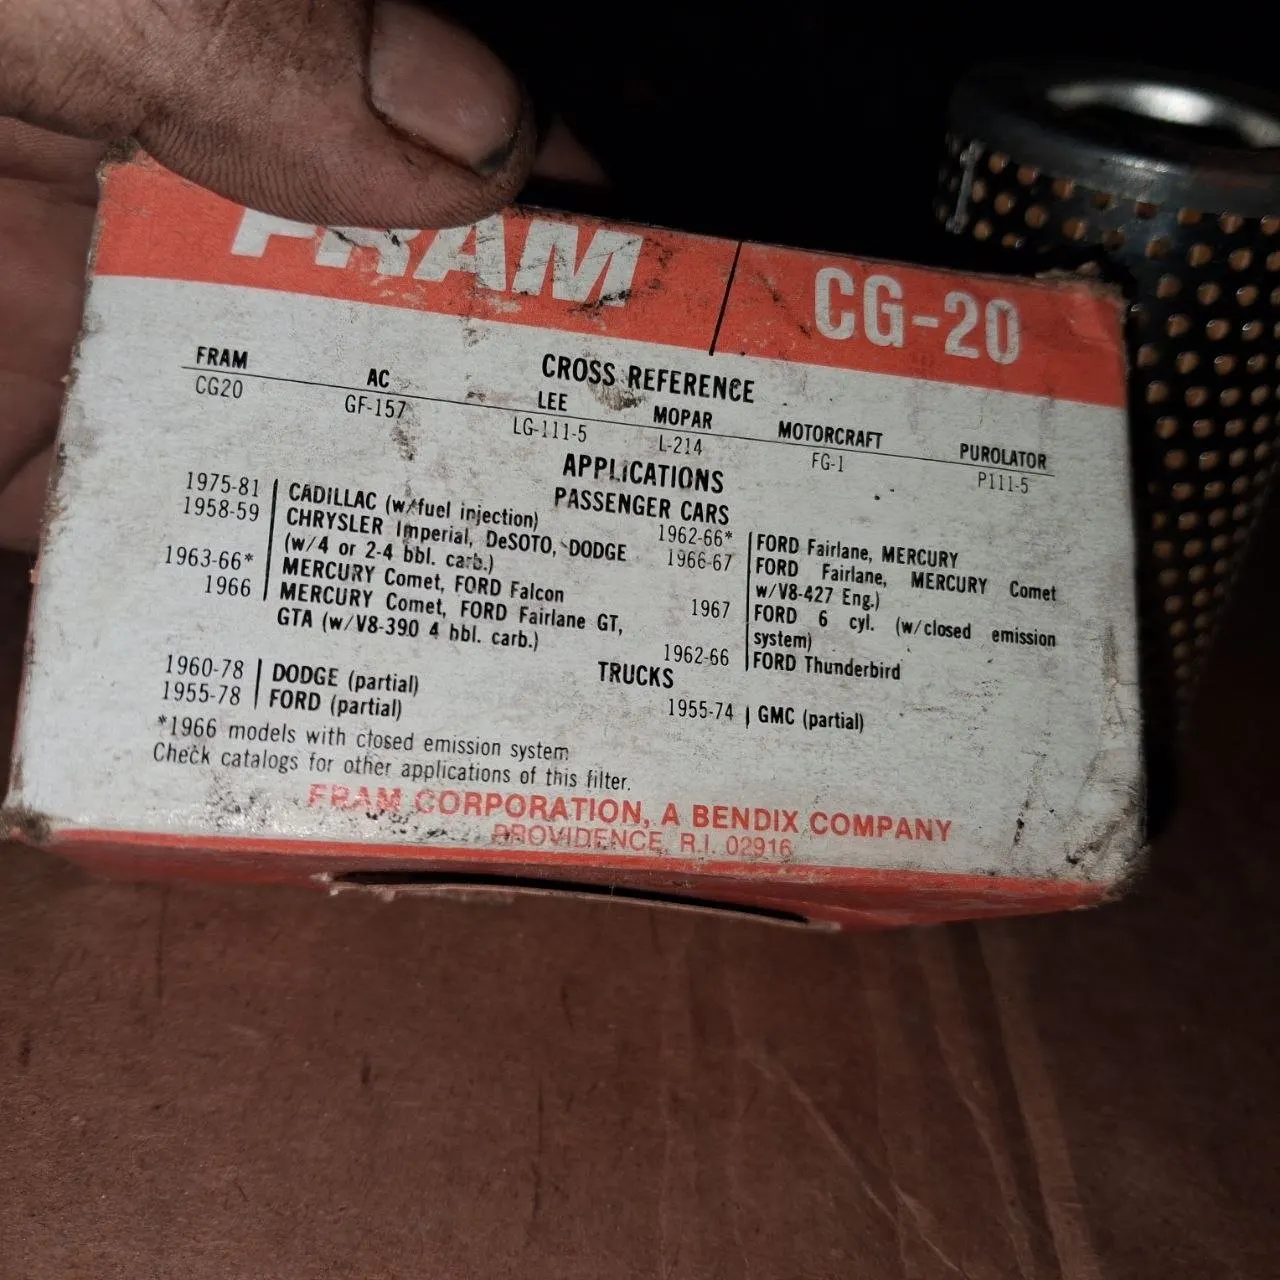 FRAM CG-20
CROSS REFERENCE
FRAM AC LEE MOPAR MOTORCRAFT PUROLATOR
CG20 GF-157 LG-111-5 L-214 FG-1 P111-5
APPLICATIONS
PASSENGER CARS
1975-81 CADILLAC (w/fuel injection)
1958-59 CHRYSLER Imperial, DeSOTO, DODGE
(w/4 or 2-4 bbl. carb.)
1963-66* MERCURY Comet, FORD Falcon
1966 MERCURY Comet, FORD Fairlane GT,
GTA (w/V8-390 4 bbl. carb.)
1962-66* FORD Fairlane, MERCURY
1966-67 FORD Fairlane, MERCURY Comet
w/V8-427 Eng.)
1967 FORD 6 cyl. (w/closed emission
system)
1962-66 FORD Thunderbird
TRUCKS
1960-78 DODGE (partial)
1955-78 FORD (partial)
1955-74 GMC (partial)
*1966 models with closed emission system
Check catalogs for other applications of this filter.
FRAM CORPORATION, A BENDIX COMPANY
PROVIDENCE, R.I. 02916